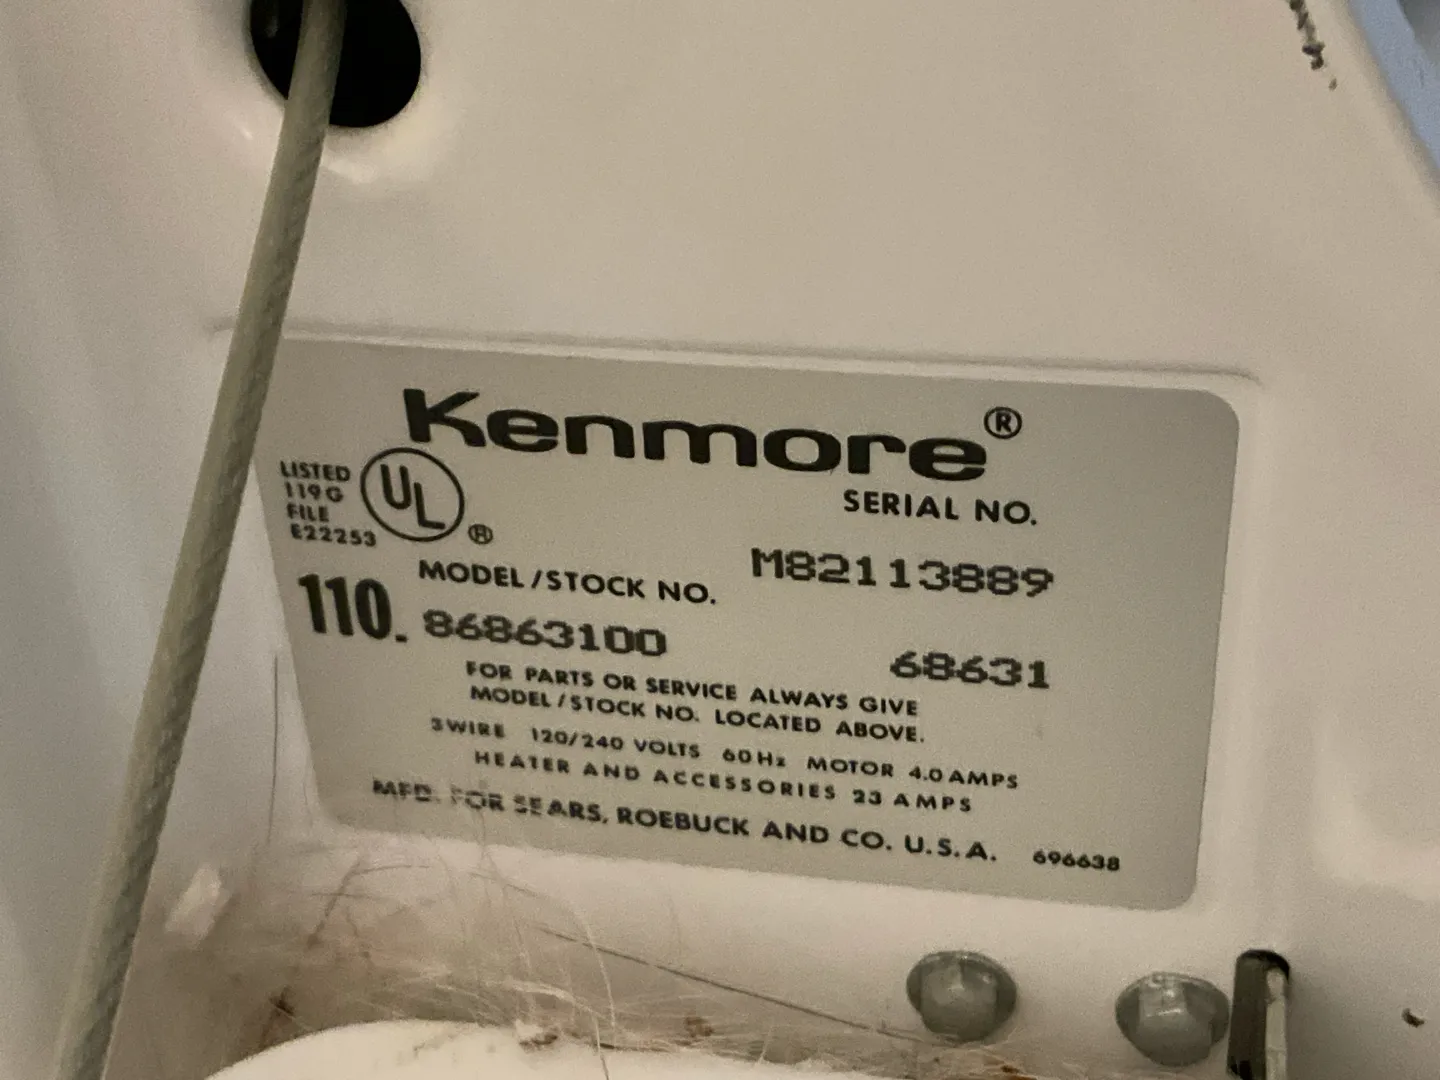 Kenmore®
SERIAL NO.
LISTED
119G
FILE
E22253
UL®
M82113889
MODEL/STOCK NO.
110. 86863100
68631
FOR PARTS OR SERVICE ALWAYS GIVE
MODEL/STOCK NO. LOCATED ABOVE.
3 WIRE 120/240 VOLTS 60Hz MOTOR 4.0 AMPS
HEATER AND ACCESSORIES 23 AMPS
MFD. FOR SEARS, ROEBUCK AND CO. U.S.A. 696638